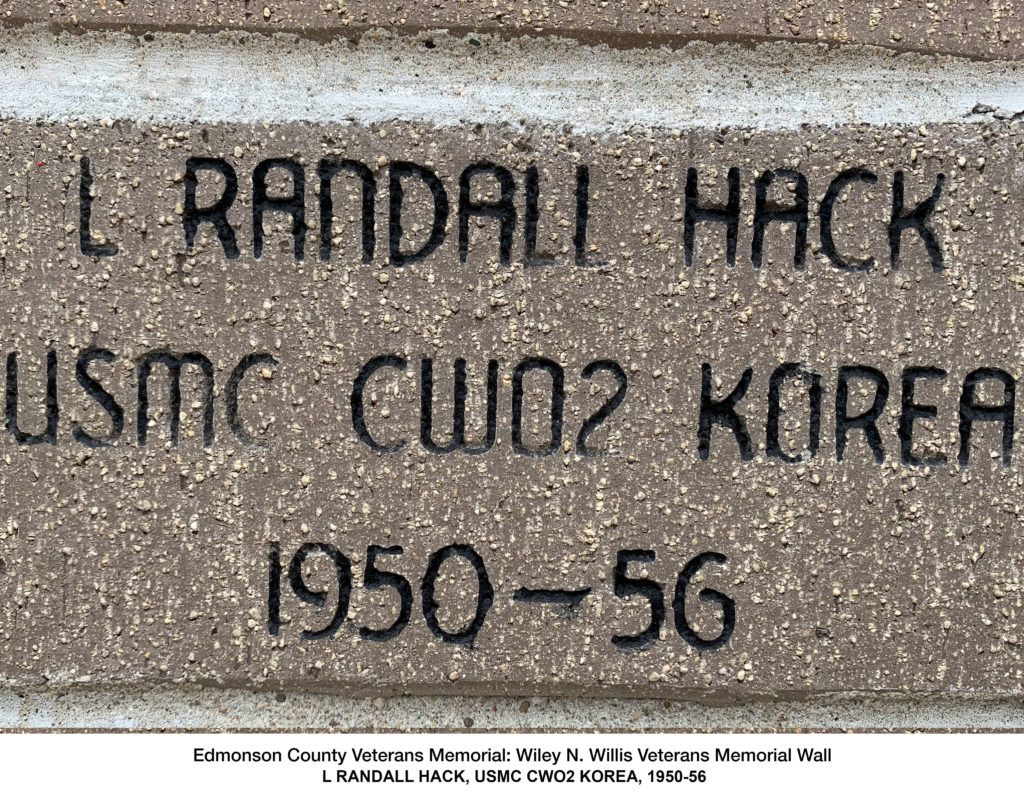 L RANDALL HACK
USMC CWO2 KOREA
1950-56
Edmonson County Veterans Memorial: Wiley N. Willis Veterans Memorial Wall
L RANDALL HACK, USMC CWO2 KOREA, 1950-56